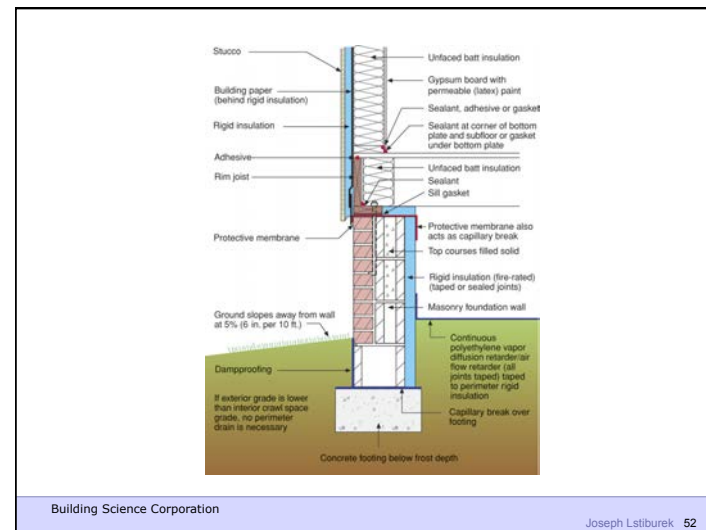 Stucco
Building paper
(behind rigid insulation)
Rigid insulation
Adhesive
Rim joist
Protective membrane
Ground slopes away from wall
at 5% (6 in. per 10 ft.)
Dampproofing
If exterior grade is lower
than interior crawl space
grade, no perimeter
drain is necessary
Unfaced batt insulation
Gypsum board with
permeable (latex) paint
Sealant, adhesive or gasket
Sealant at corner of bottom
plate and subfloor or gasket
under bottom plate
Unfaced batt insulation
Sealant
Sill gasket
Protective membrane also
acts as capillary break
Top courses filled solid
Rigid insulation (fire-rated)
(taped or sealed joints)
Masonry foundation wall
Continuous
polyethylene vapor
diffusion retarder/air
flow retarder (all
joints taped) taped
to perimeter rigid
insulation
Capillary break over
footing
Concrete footing below frost depth
Building Science Corporation
Joseph Lstiburek 52